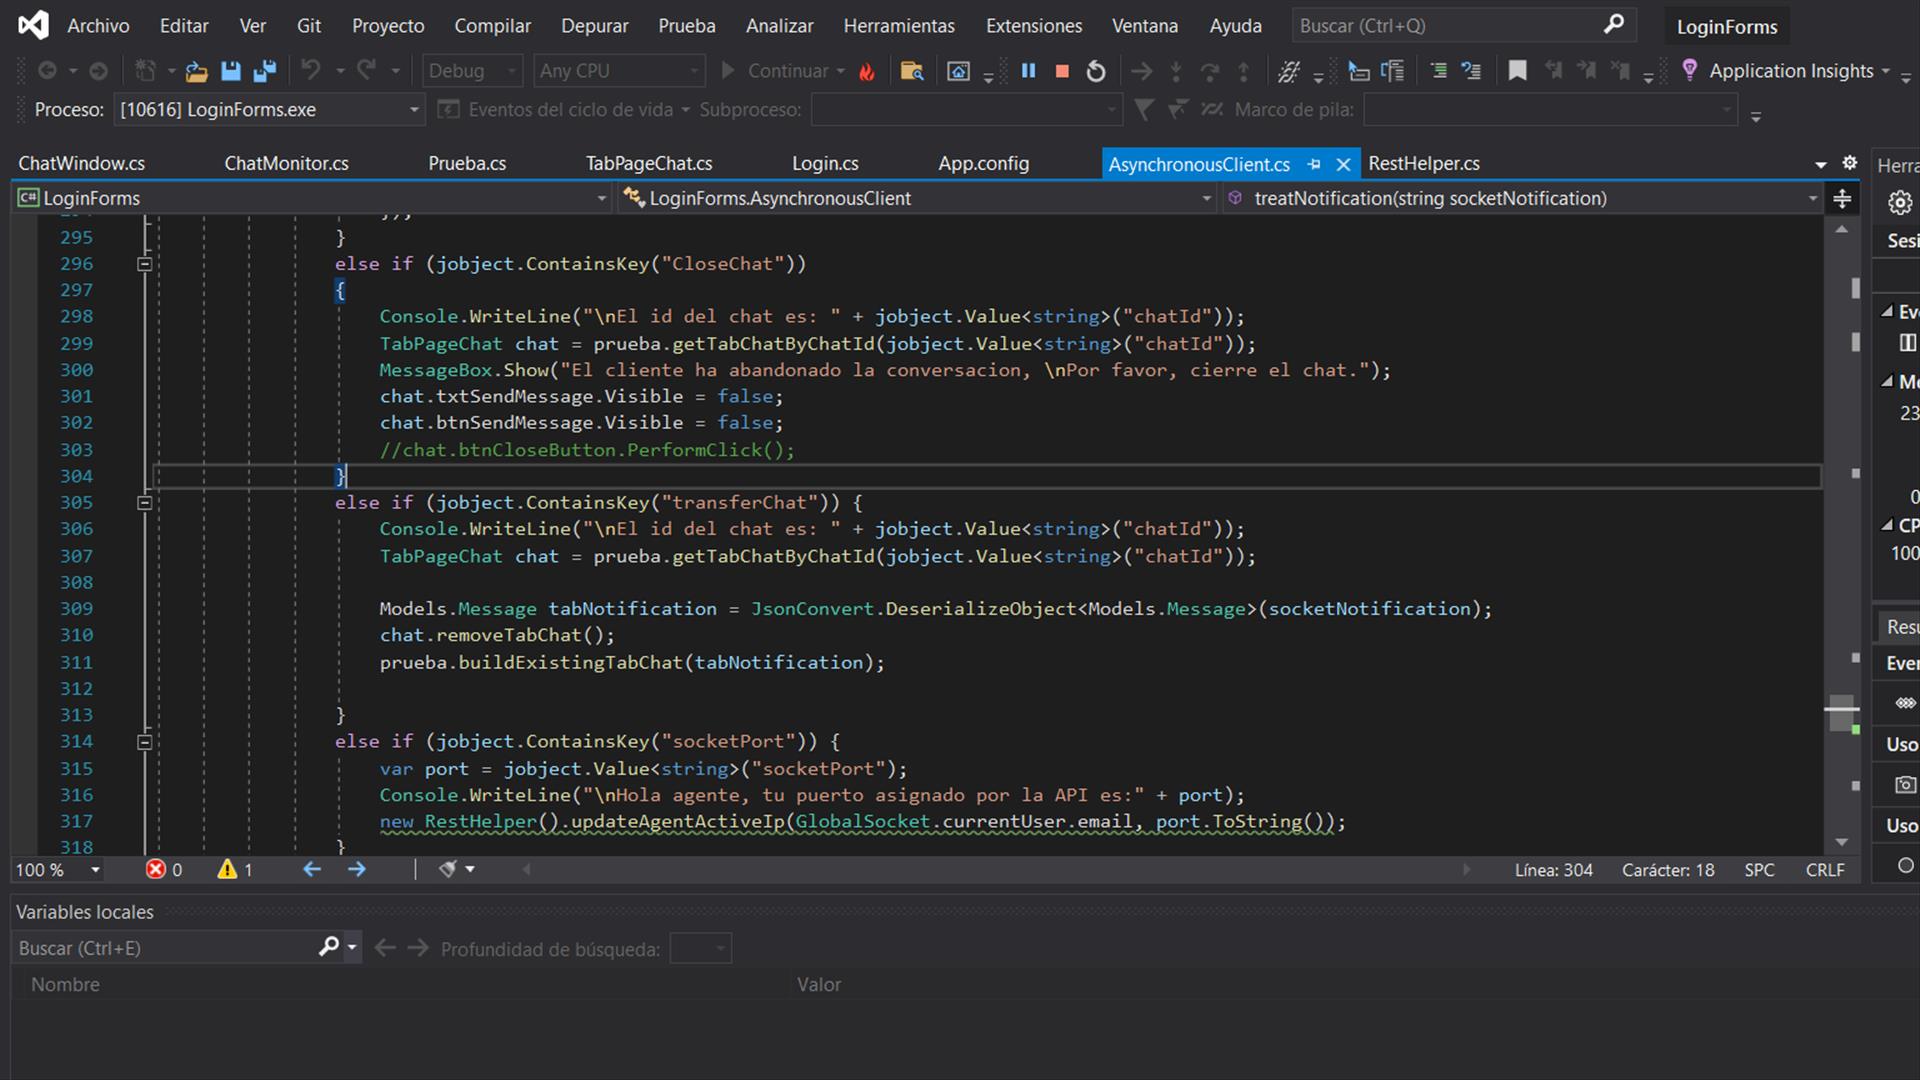 Archivo Editar Ver Git Proyecto Compilar Depurar Prueba Analizar Herramientas Extensiones Ventana Ayuda Buscar (Ctrl+Q) LoginForms
Debug Any CPU Continuar Application Insights
Proceso: [10616] LoginForms.exe Eventos del ciclo de vida Subproceso: Marco de pila:
ChatWindow.cs ChatMonitor.cs Prueba.cs TabPageChat.cs Login.cs App.config AsynchronousClient.cs RestHelper.cs
LoginForms LoginForms.AsynchronousClient treatNotification(string socketNotification)
295 }
296 else if (jobject.ContainsKey("CloseChat"))
297 {
298 Console.WriteLine("\nEl id del chat es: " + jobject.Value<string>("chatId"));
299 TabPageChat chat = prueba.getTabChatByChatId(jobject.Value<string>("chatId"));
300 MessageBox.Show("El cliente ha abandonado la conversacion, \nPor favor, cierre el chat.");
301 chat.txtSendMessage.Visible = false;
302 chat.btnSendMessage.Visible = false;
303 //chat.btnCloseButton.PerformClick();
304 }
305 else if (jobject.ContainsKey("transferChat")) {
306 Console.WriteLine("\nEl id del chat es: " + jobject.Value<string>("chatId"));
307 TabPageChat chat = prueba.getTabChatByChatId(jobject.Value<string>("chatId"));
308
309 Models.Message tabNotification = JsonConvert.DeserializeObject<Models.Message>(socketNotification);
310 chat.removeTabChat();
311 prueba.buildExistingTabChat(tabNotification);
312
313 }
314 else if (jobject.ContainsKey("socketPort")) {
315 var port = jobject.Value<string>("socketPort");
316 Console.WriteLine("\nHola agente, tu puerto asignado por la API es:" + port);
317 new RestHelper().updateAgentActiveIp(GlobalSocket.currentUser.email, port.ToString());
318 }
100 % 0 1 Línea: 304 Carácter: 18 SPC CRLF
Variables locales
Buscar (Ctrl+E) Profundidad de búsqueda:
Nombre Valor
Herra
Sesi
Eve
Me
23
0
CP
100
Resu
Even
Uso
Uso